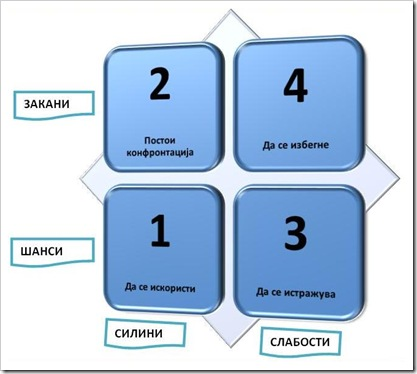 ЗАКАНИ
2
Постои
конфронтација
4
Да се избегне
ШАНСИ
1
Да се искористи
3
Да се истражува
СИЛИНИ
СЛАБОСТИ